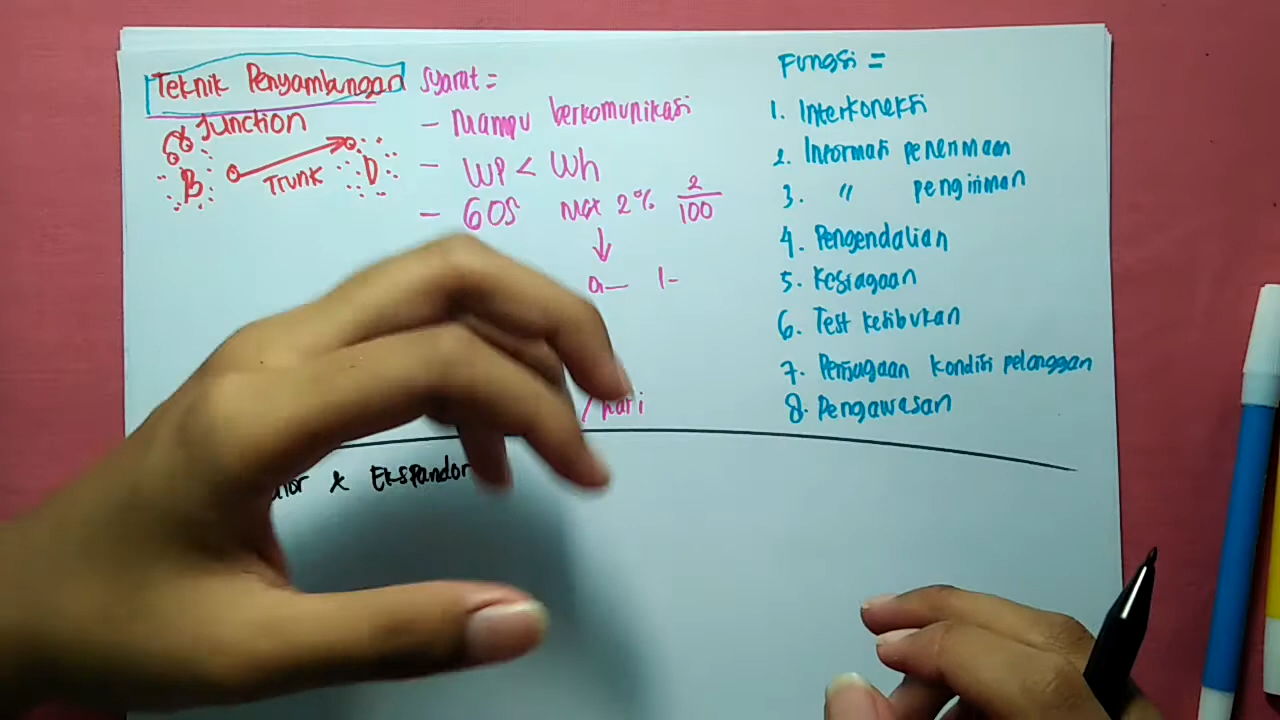 Teknik Penyambungan
Junction
B
Trunk
D
Syarat =
- Mampu berkomunikasi
- WP < Wh
- GOS Max 2% 2/100
/ hari
Fungsi =
1. Interkoneksi
2. Informasi penerimaan
3. " pengiriman
4. Pengendalian
5. Kesiagaan
6. Test kesibukan
7. Penjagaan kondisi pelanggan
8. Pengawasan
& Ekspandor